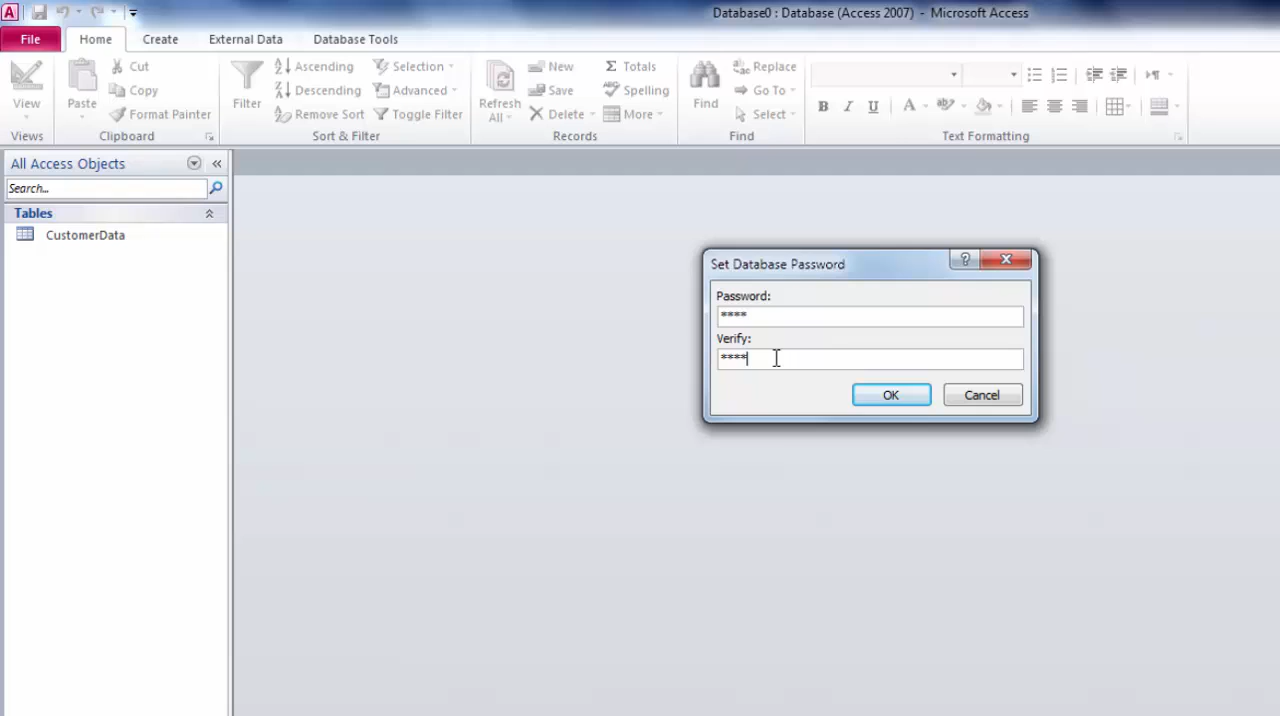 A
Database0 : Database (Access 2007) - Microsoft Access
File Home Create External Data Database Tools
Cut Ascending Selection New Totals Replace
Copy Descending Advanced Save Spelling Go To
View Paste Format Painter Filter Remove Sort Toggle Filter Refresh All Delete More Find Select
B I U A ab
Views Clipboard Sort & Filter Records Find Text Formatting
All Access Objects «
Search...
Tables
CustomerData
Set Database Password ?
Password:
****
Verify:
****
OK Cancel